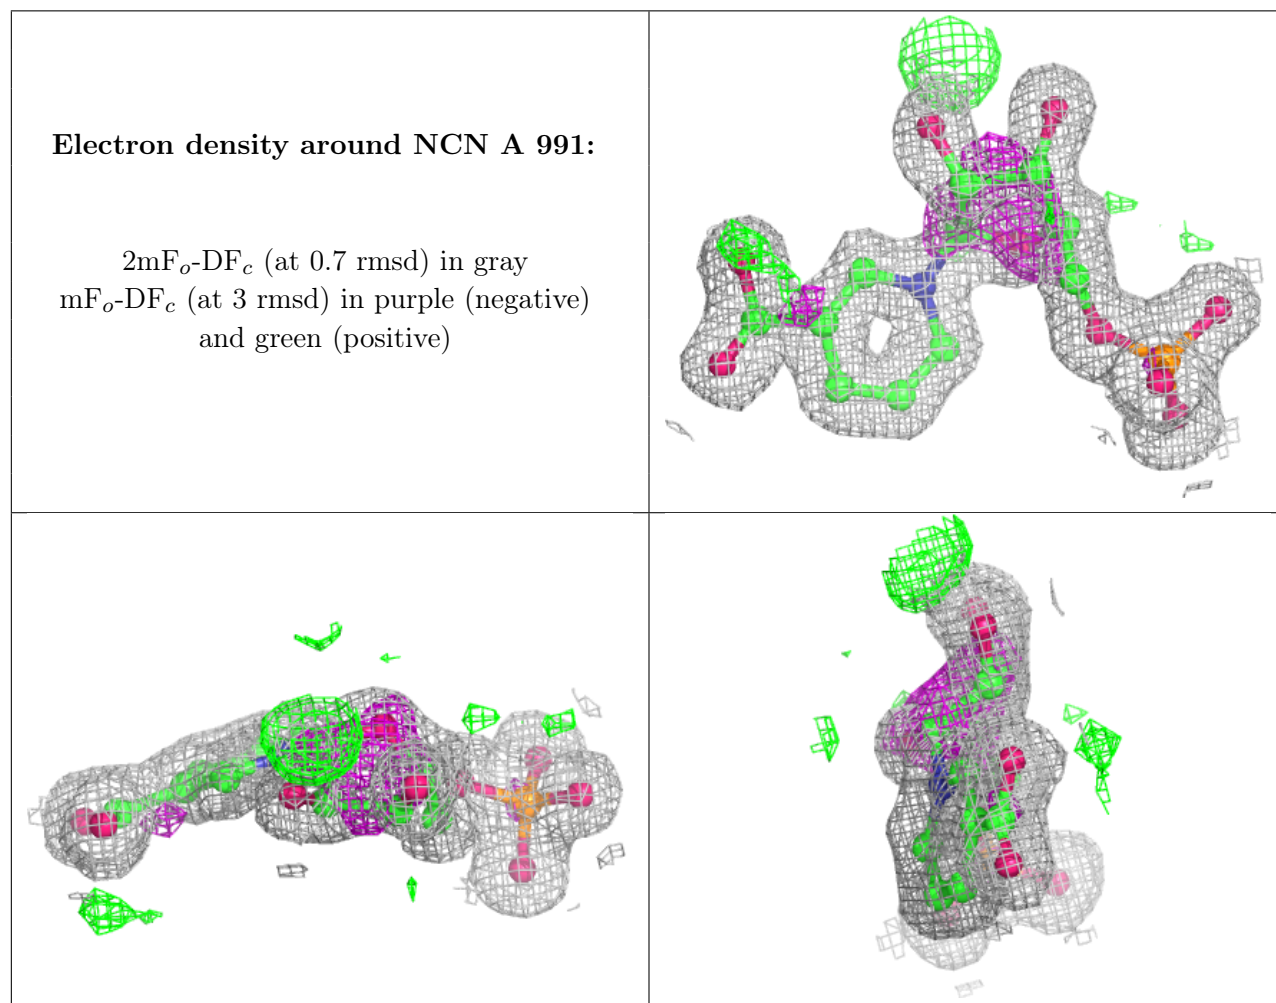 Electron density around NCN A 991:
2mFo-DFc (at 0.7 rmsd) in gray
mFo-DFc (at 3 rmsd) in purple (negative)
and green (positive)